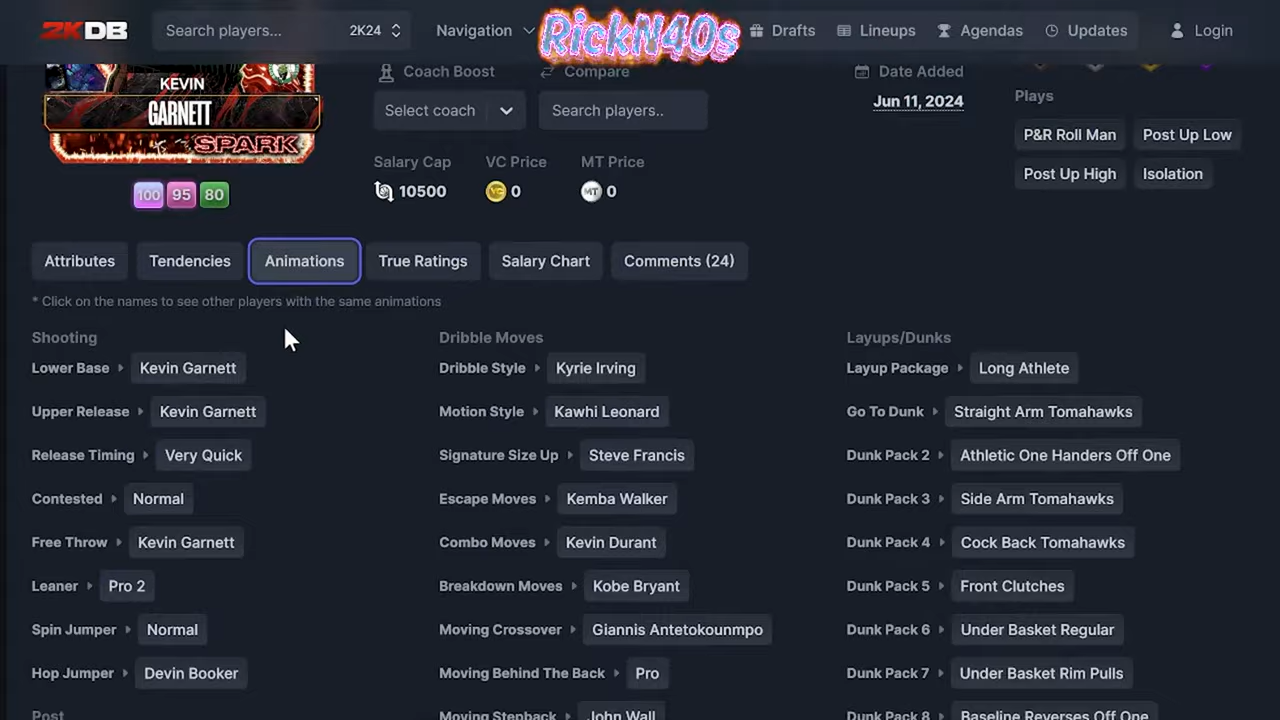 2KDB
Search players...
2K24
Navigation
RickN40s
Drafts
Lineups
Agendas
Updates
Login
KEVIN
GARNETT
SPARK
100 95 80
Coach Boost
Compare
Select coach
Search players..
Salary Cap
VC Price
MT Price
10500
VC 0
MT 0
Date Added
Jun 11, 2024
Plays
P&R Roll Man
Post Up Low
Post Up High
Isolation
Attributes
Tendencies
Animations
True Ratings
Salary Chart
Comments (24)
* Click on the names to see other players with the same animations
Shooting
Lower Base Kevin Garnett
Upper Release Kevin Garnett
Release Timing Very Quick
Contested Normal
Free Throw Kevin Garnett
Leaner Pro 2
Spin Jumper Normal
Hop Jumper Devin Booker
Post
Dribble Moves
Dribble Style Kyrie Irving
Motion Style Kawhi Leonard
Signature Size Up Steve Francis
Escape Moves Kemba Walker
Combo Moves Kevin Durant
Breakdown Moves Kobe Bryant
Moving Crossover Giannis Antetokounmpo
Moving Behind The Back Pro
Moving Stepback John Wall
Layups/Dunks
Layup Package Long Athlete
Go To Dunk Straight Arm Tomahawks
Dunk Pack 2 Athletic One Handers Off One
Dunk Pack 3 Side Arm Tomahawks
Dunk Pack 4 Cock Back Tomahawks
Dunk Pack 5 Front Clutches
Dunk Pack 6 Under Basket Regular
Dunk Pack 7 Under Basket Rim Pulls
Dunk Pack 8 Baseline Reverses Off One